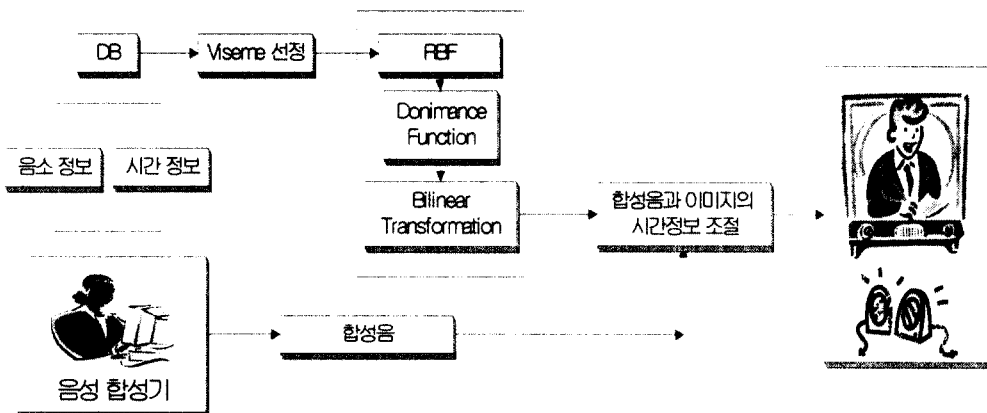 DB
Viseme 선정
RBF
Donimance
Function
음소 정보
시간 정보
Bilinear
Transformation
합성음과 이미지의
시간정보 조절
합성음
음성 합성기